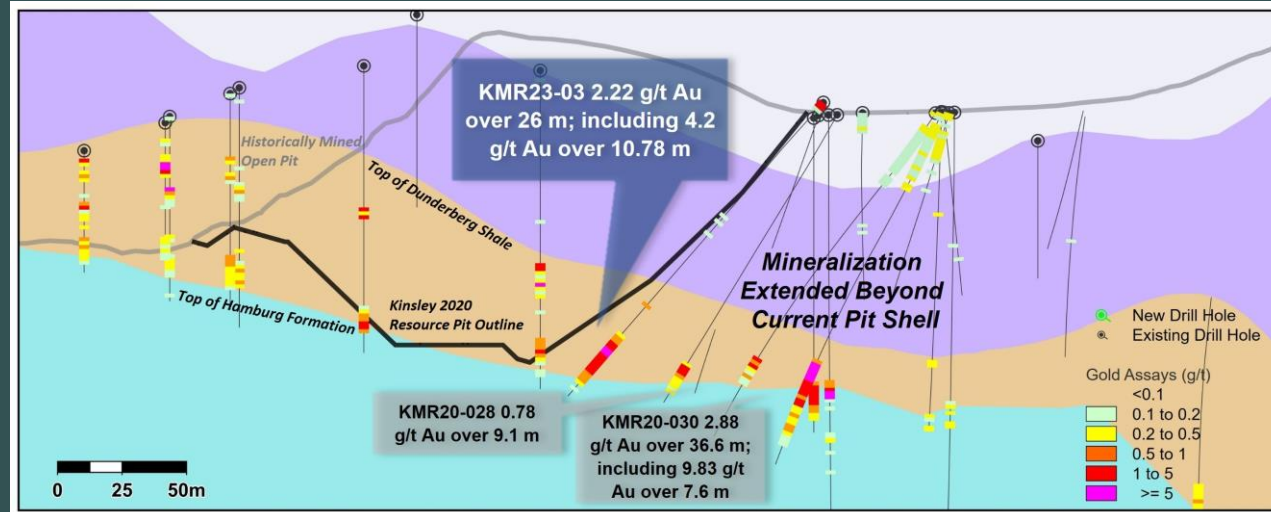 KMR23-03 2.22 g/t Au
over 26 m; including 4.2
g/t Au over 10.78 m
Historically Mined
Open Pit
Top of Dunderberg Shale
Top of Hamburg Formation
Kinsley 2020
Resource Pit Outline
Mineralization
Extended Beyond
Current Pit Shell
KMR20-028 0.78
g/t Au over 9.1 m
KMR20-030 2.88
g/t Au over 36.6 m;
including 9.83 g/t
Au over 7.6 m
0 25 50m
New Drill Hole
Existing Drill Hole
Gold Assays (g/t)
<0.1
0.1 to 0.2
0.2 to 0.5
0.5 to 1
1 to 5
>= 5